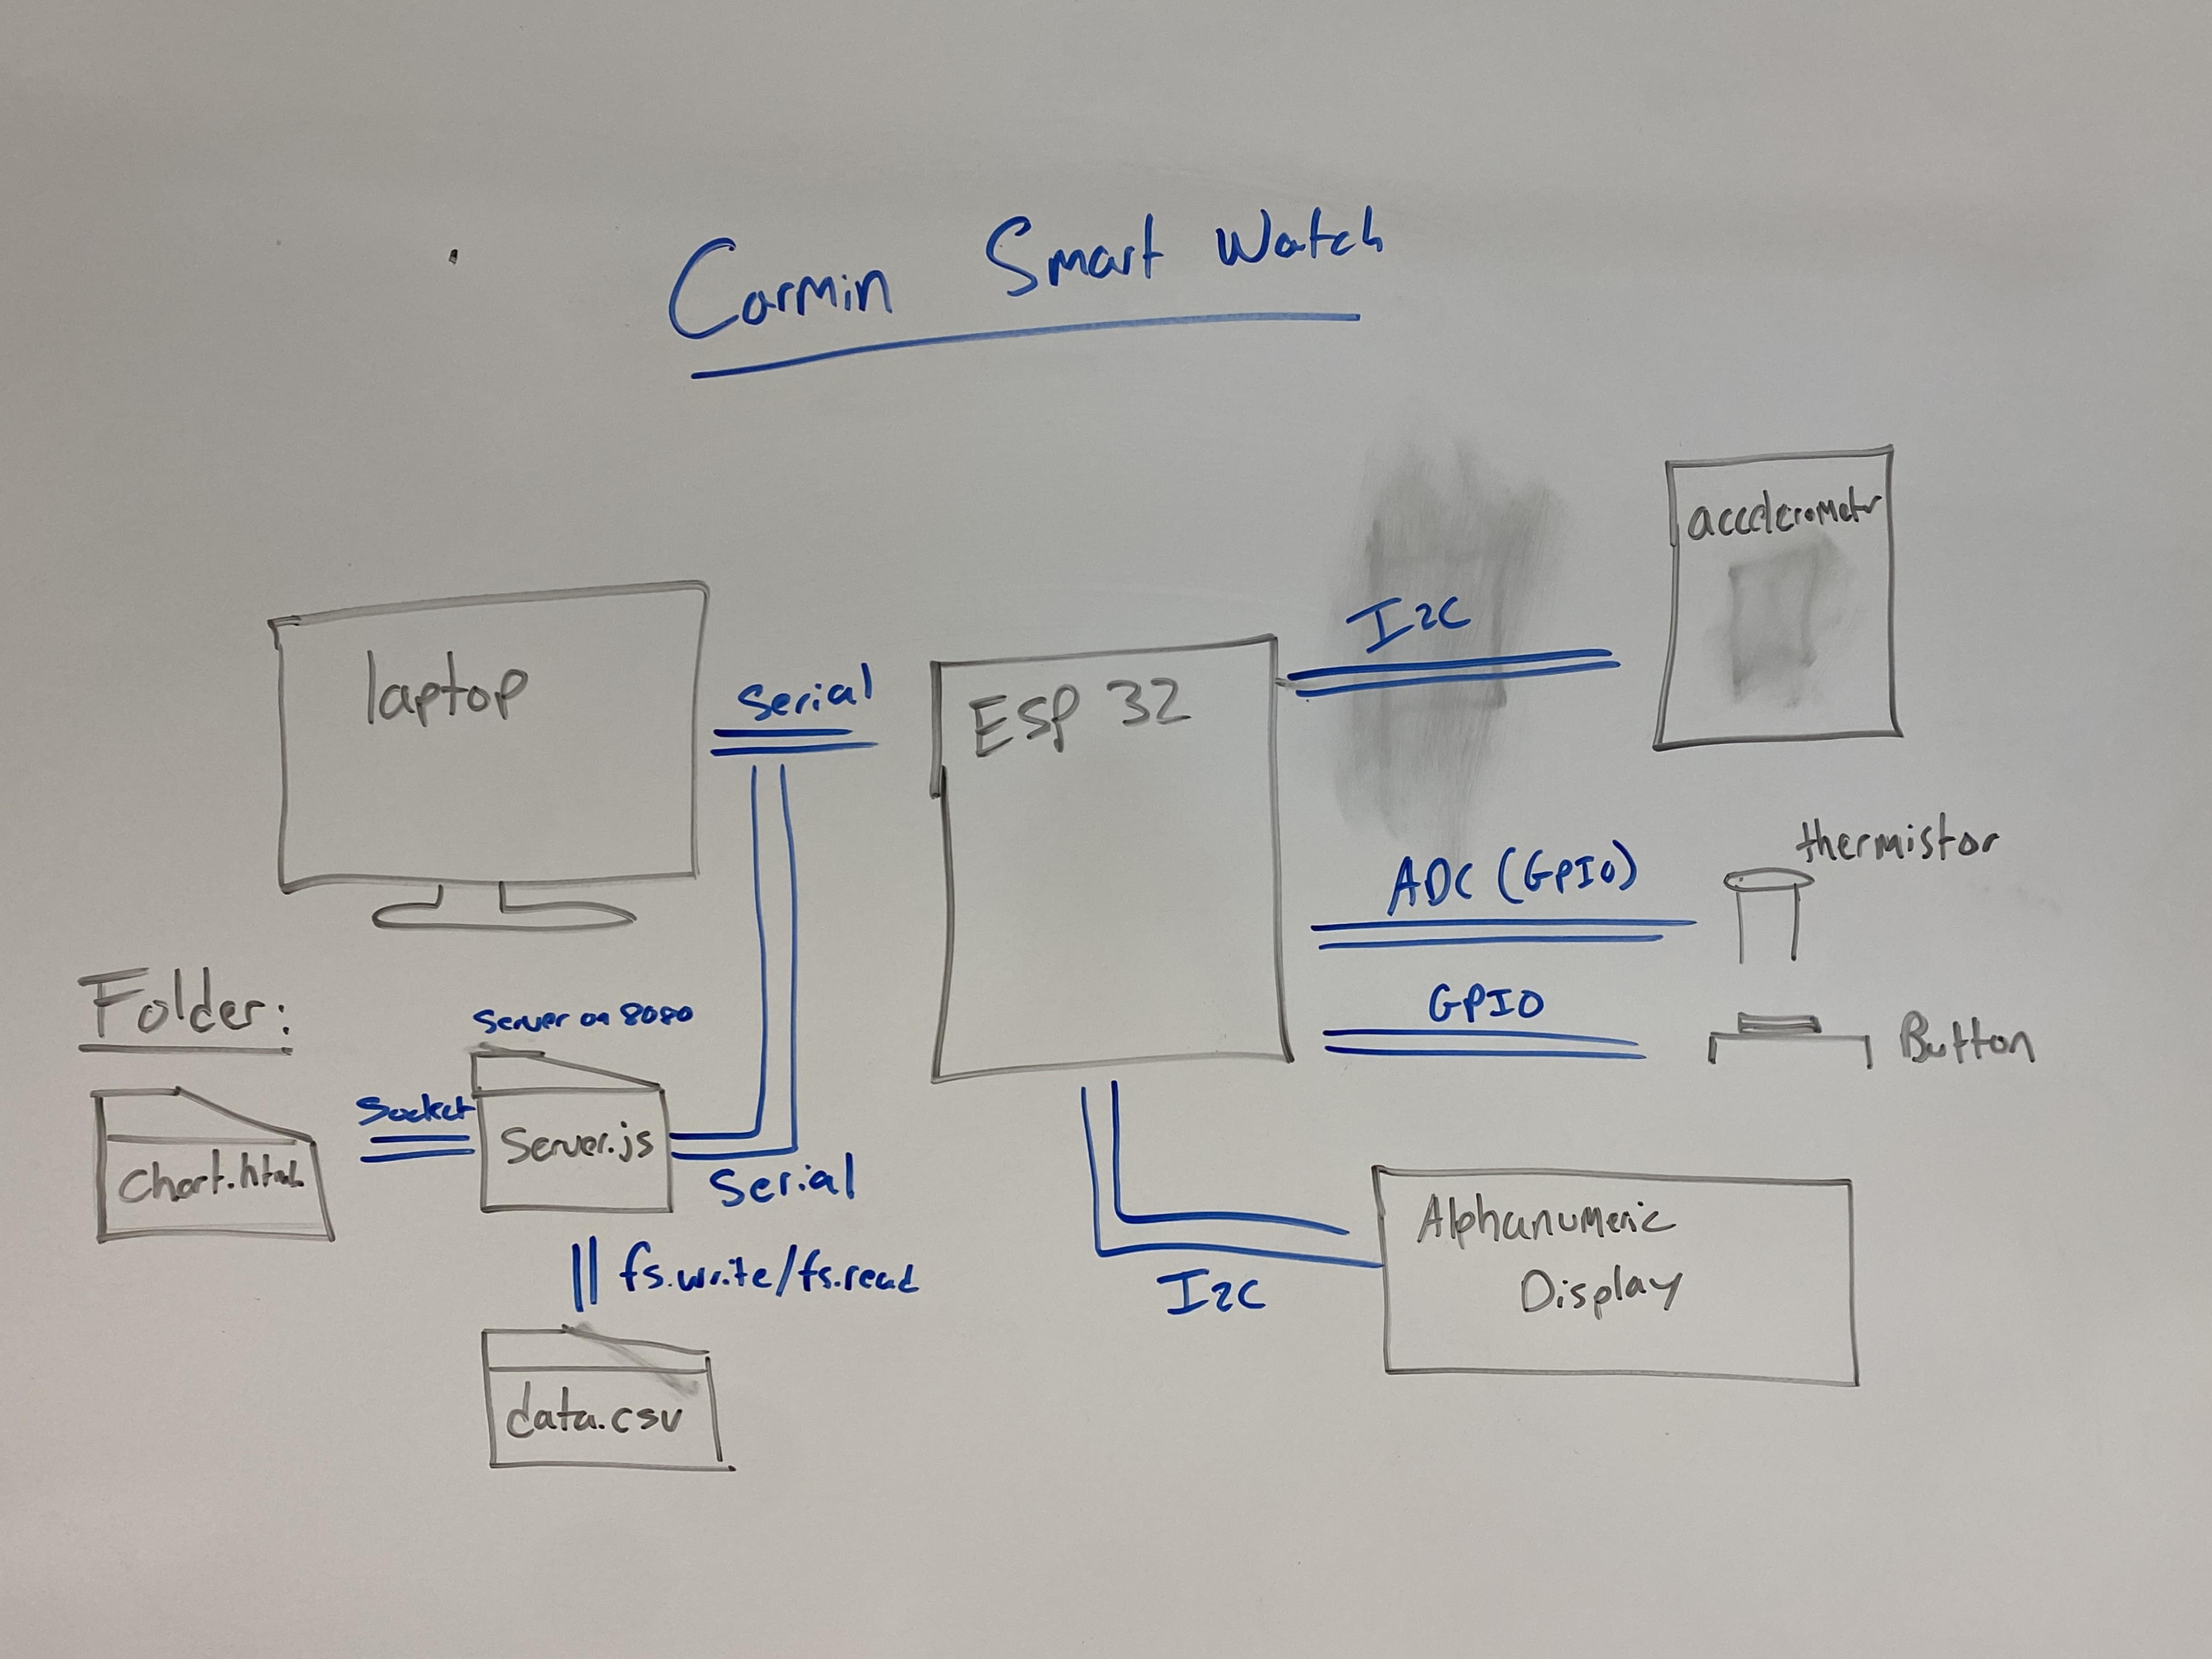 Carmin Smart Watch
accelerometr
laptop
Serial
ESP 32
I2C
thermistor
ADC (GPIO)
GPIO
Button
Folder:
Server on 8080
Socket
chart.html
Server.js
Serial
fs.write/fs.read
data.csv
I2C
Alphanumeric
Display